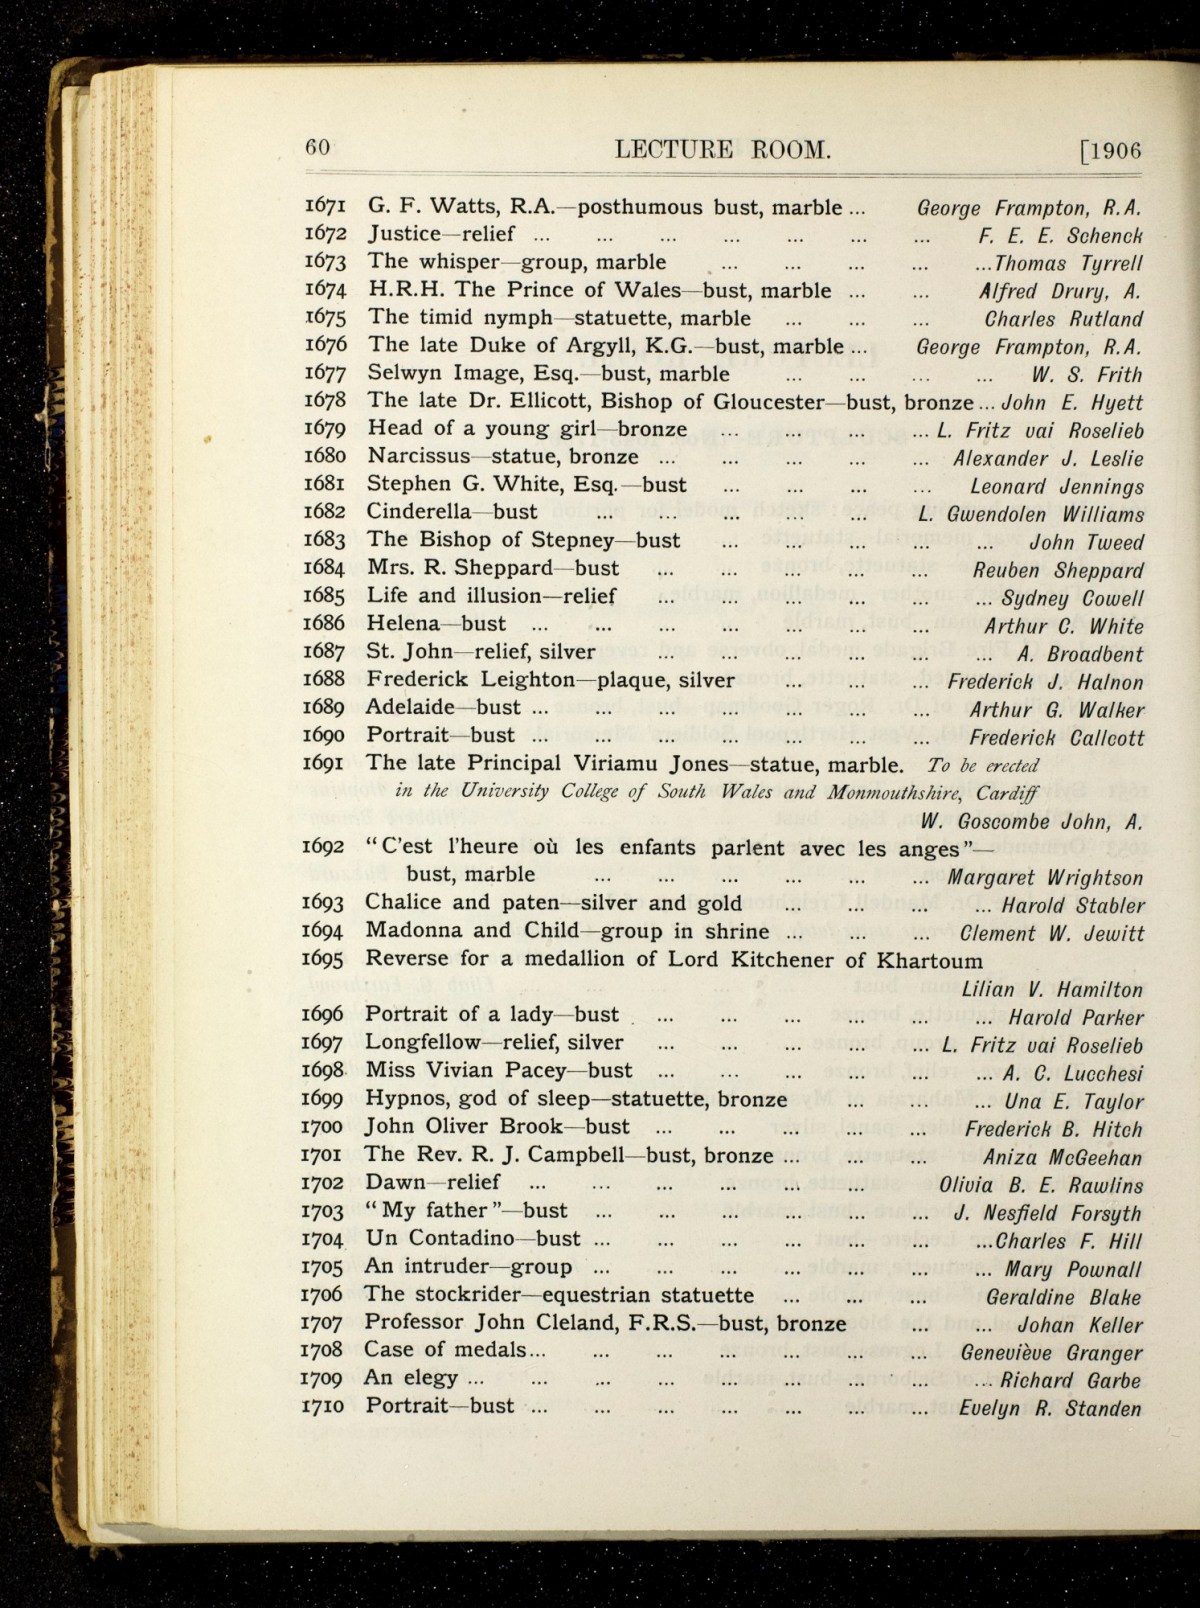 60 LECTURE ROOM. [1906
1671 G. F. Watts, R.A.—posthumous bust, marble ... George Frampton, R.A.
1672 Justice—relief ... ... ... ... ... ... ... F. E. E. Schenck
1673 The whisper—group, marble ... ... ... ... ...Thomas Tyrrell
1674 H.R.H. The Prince of Wales—bust, marble ... ... Alfred Drury, A.
1675 The timid nymph—statuette, marble ... ... ... Charles Rutland
1676 The late Duke of Argyll, K.G.—bust, marble ... George Frampton, R.A.
1677 Selwyn Image, Esq.—bust, marble ... ... ... ... W. S. Frith
1678 The late Dr. Ellicott, Bishop of Gloucester—bust, bronze ... John E. Hyett
1679 Head of a young girl—bronze ... ... ... ... L. Fritz vai Roselieb
1680 Narcissus—statue, bronze ... ... ... ... ... Alexander J. Leslie
1681 Stephen G. White, Esq.—bust ... ... ... ... Leonard Jennings
1682 Cinderella—bust ... ... ... ... ... L. Gwendolen Williams
1683 The Bishop of Stepney—bust ... ... ... ... ... John Tweed
1684 Mrs. R. Sheppard—bust ... ... ... ... ... Reuben Sheppard
1685 Life and illusion—relief ... ... ... ... ... ... Sydney Cowell
1686 Helena—bust ... ... ... ... ... ... ... Arthur C. White
1687 St. John—relief, silver ... ... ... ... ... ... A. Broadbent
1688 Frederick Leighton—plaque, silver ... ... ... Frederick J. Halnon
1689 Adelaide—bust ... ... ... ... ... ... ... Arthur G. Walker
1690 Portrait—bust ... ... ... ... ... ... ... Frederick Callcott
1691 The late Principal Viriamu Jones—statue, marble. To be erected
in the University College of South Wales and Monmouthshire, Cardiff
W. Goscombe John, A.
1692 “C’est l’heure où les enfants parlent avec les anges”—
bust, marble ... ... ... ... ... ... Margaret Wrightson
1693 Chalice and paten—silver and gold ... ... ... ... Harold Stabler
1694 Madonna and Child—group in shrine ... ... ... Clement W. Jewitt
1695 Reverse for a medallion of Lord Kitchener of Khartoum
Lilian V. Hamilton
1696 Portrait of a lady—bust ... ... ... ... ... ... Harold Parker
1697 Longfellow—relief, silver ... ... ... ... ... L. Fritz vai Roselieb
1698 Miss Vivian Pacey—bust ... ... ... ... ... ... A. C. Lucchesi
1699 Hypnos, god of sleep—statuette, bronze ... ... ... Una E. Taylor
1700 John Oliver Brook—bust ... ... ... ... ... Frederick B. Hitch
1701 The Rev. R. J. Campbell—bust, bronze ... ... ... Aniza McGeehan
1702 Dawn—relief ... ... ... ... ... ... Olivia B. E. Rawlins
1703 “My father”—bust ... ... ... ... ... ... J. Nesfield Forsyth
1704 Un Contadino—bust ... ... ... ... ... ... ...Charles F. Hill
1705 An intruder—group ... ... ... ... ... ... ... Mary Pownall
1706 The stockrider—equestrian statuette ... ... ... Geraldine Blake
1707 Professor John Cleland, F.R.S.—bust, bronze ... ... Johan Keller
1708 Case of medals... ... ... ... ... ... ... Geneviève Granger
1709 An elegy ... ... ... ... ... ... ... ... ... Richard Garbe
1710 Portrait—bust ... ... ... ... ... ... ... Evelyn R. Standen